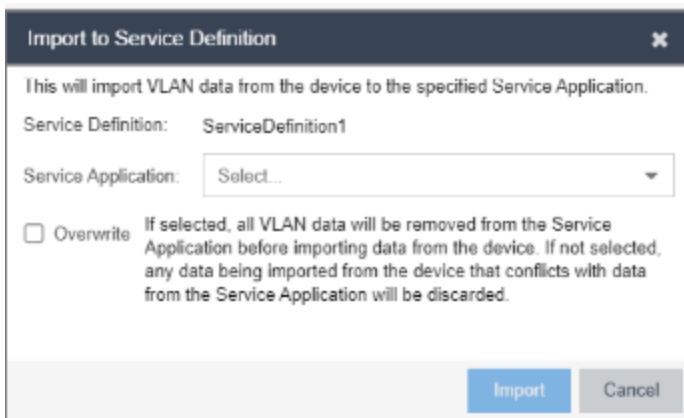 Import to Service Definition
This will import VLAN data from the device to the specified Service Application.
Service Definition: ServiceDefinition1
Service Application: Select...
Overwrite If selected, all VLAN data will be removed from the Service
Application before importing data from the device. If not selected,
any data being imported from the device that conflicts with data
from the Service Application will be discarded.
Import Cancel